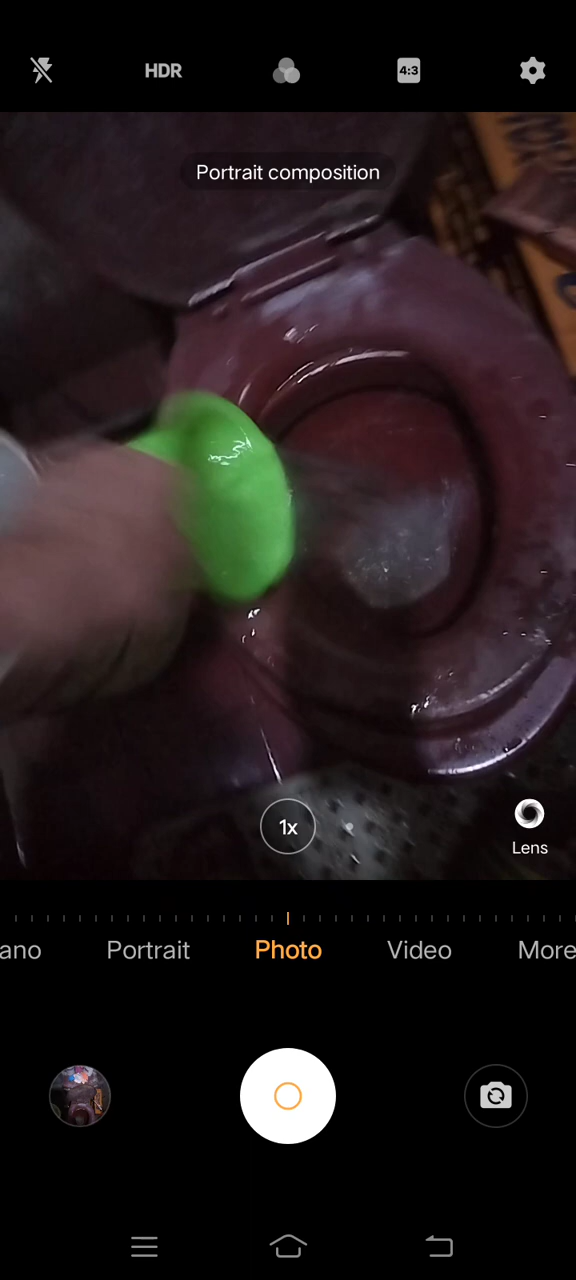 HDR
4:3
Portrait composition
1x
Lens
ano
Portrait
Photo
Video
More